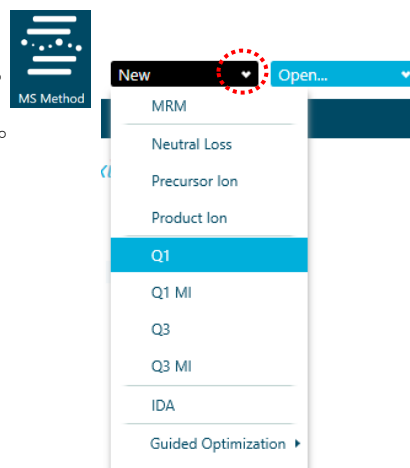 MS Method
New
Open...
MRM
Neutral Loss
Precursor Ion
Product Ion
Q1
Q1 MI
Q3
Q3 MI
IDA
Guided Optimization